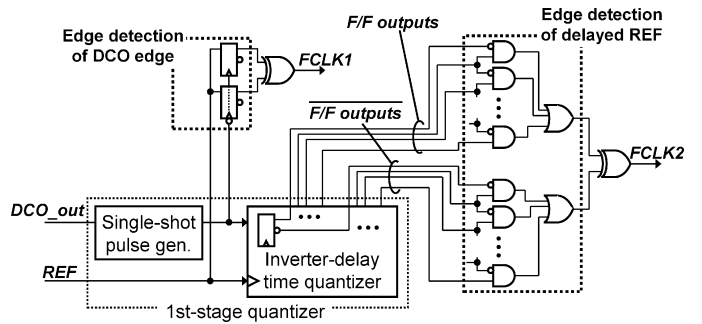 F/F outputs
Edge detection
of delayed REF
Edge detection
of DCO edge
FCLK1
F/F outputs
FCLK2
DCO_out
Single-shot
pulse gen.
Inverter-delay
time quantizer
REF
1st-stage quantizer